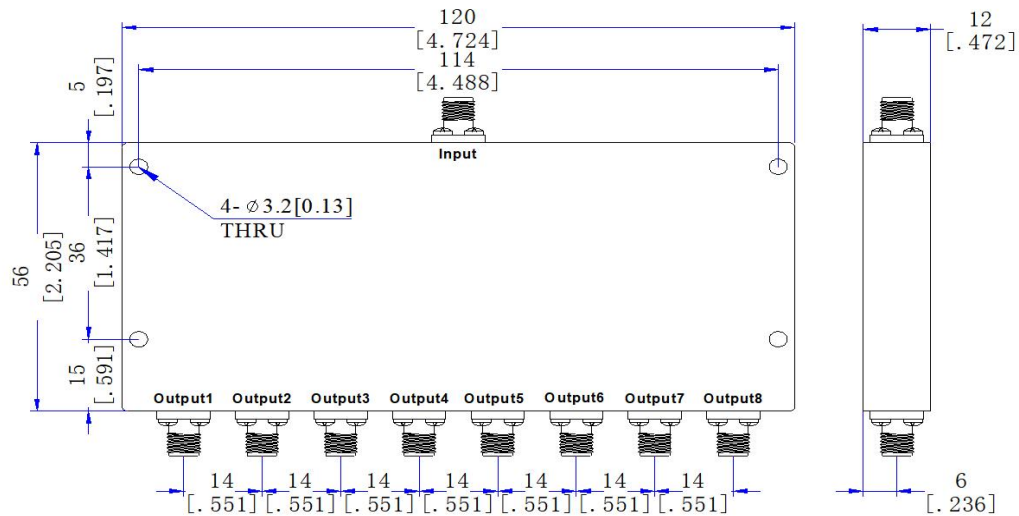 120
[4.724]
114
[4.488]
12
[.472]
5
[.197]
Input
4-Ø3.2[0.13]
THRU
56
[2.205]
36
[1.417]
15
[.591]
Output1 Output2 Output3 Output4 Output5 Output6 Output7 Output8
14 14 14 14 14 14 14
[.551] [.551] [.551] [.551] [.551] [.551] [.551]
6
[.236]